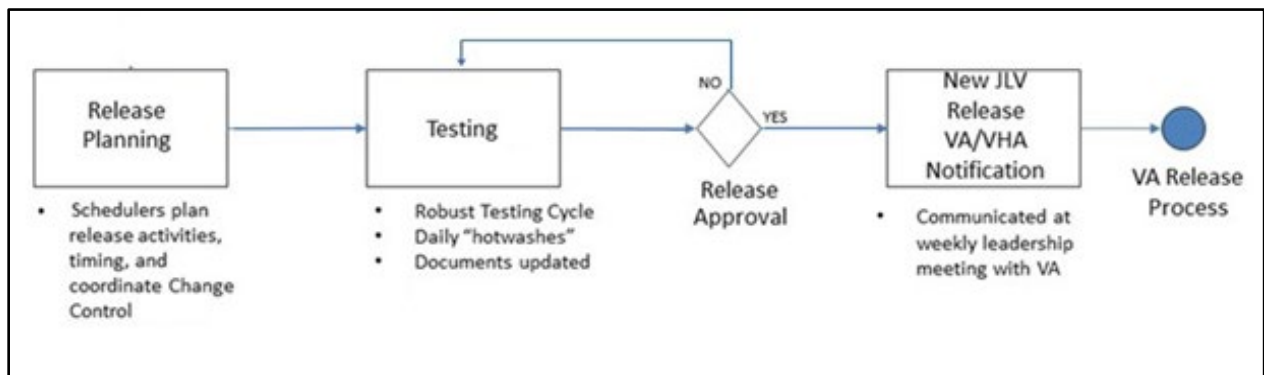 NO
YES
Release
Planning
Testing
Release
Approval
New JLV
Release
VA/VHA
Notification
VA Release
Process
• Schedulers plan
release activities,
timing, and
coordinate Change
Control
• Robust Testing Cycle
• Daily “hotwashes”
• Documents updated
• Communicated at
weekly leadership
meeting with VA